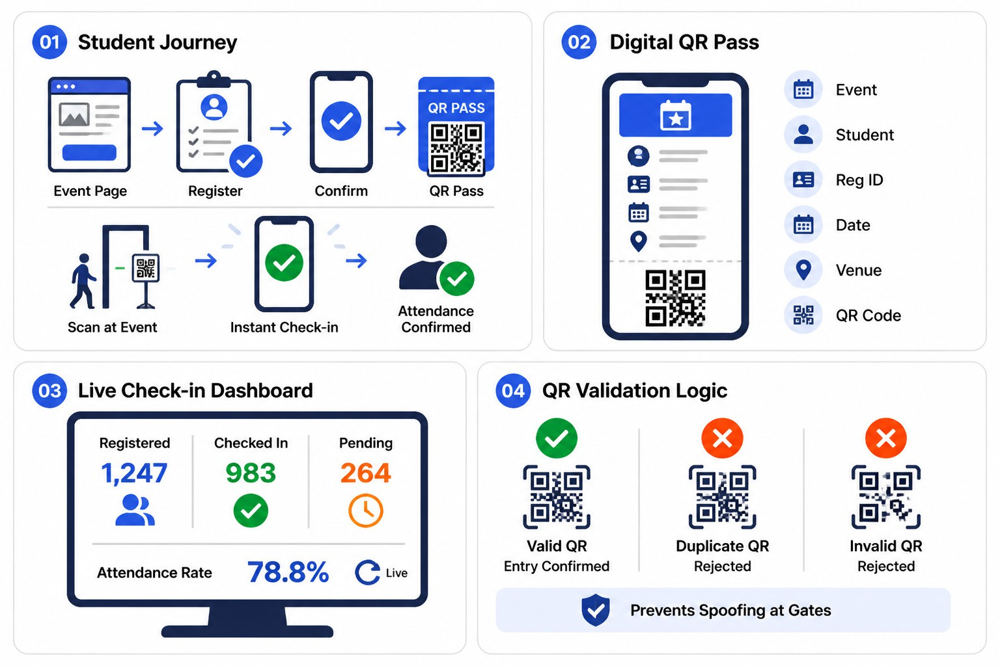 01 Student Journey
Event Page
Register
Confirm
QR PASS
QR Pass
Scan at Event
Instant Check-in
Attendance
Confirmed
02 Digital QR Pass
Event
Student
Reg ID
Date
Venue
QR Code
03 Live Check-in Dashboard
Registered
1,247
Checked In
983
Pending
264
Attendance Rate 78.8% Live
04 QR Validation Logic
Valid QR
Entry Confirmed
Duplicate QR
Rejected
Invalid QR
Rejected
Prevents Spoofing at Gates